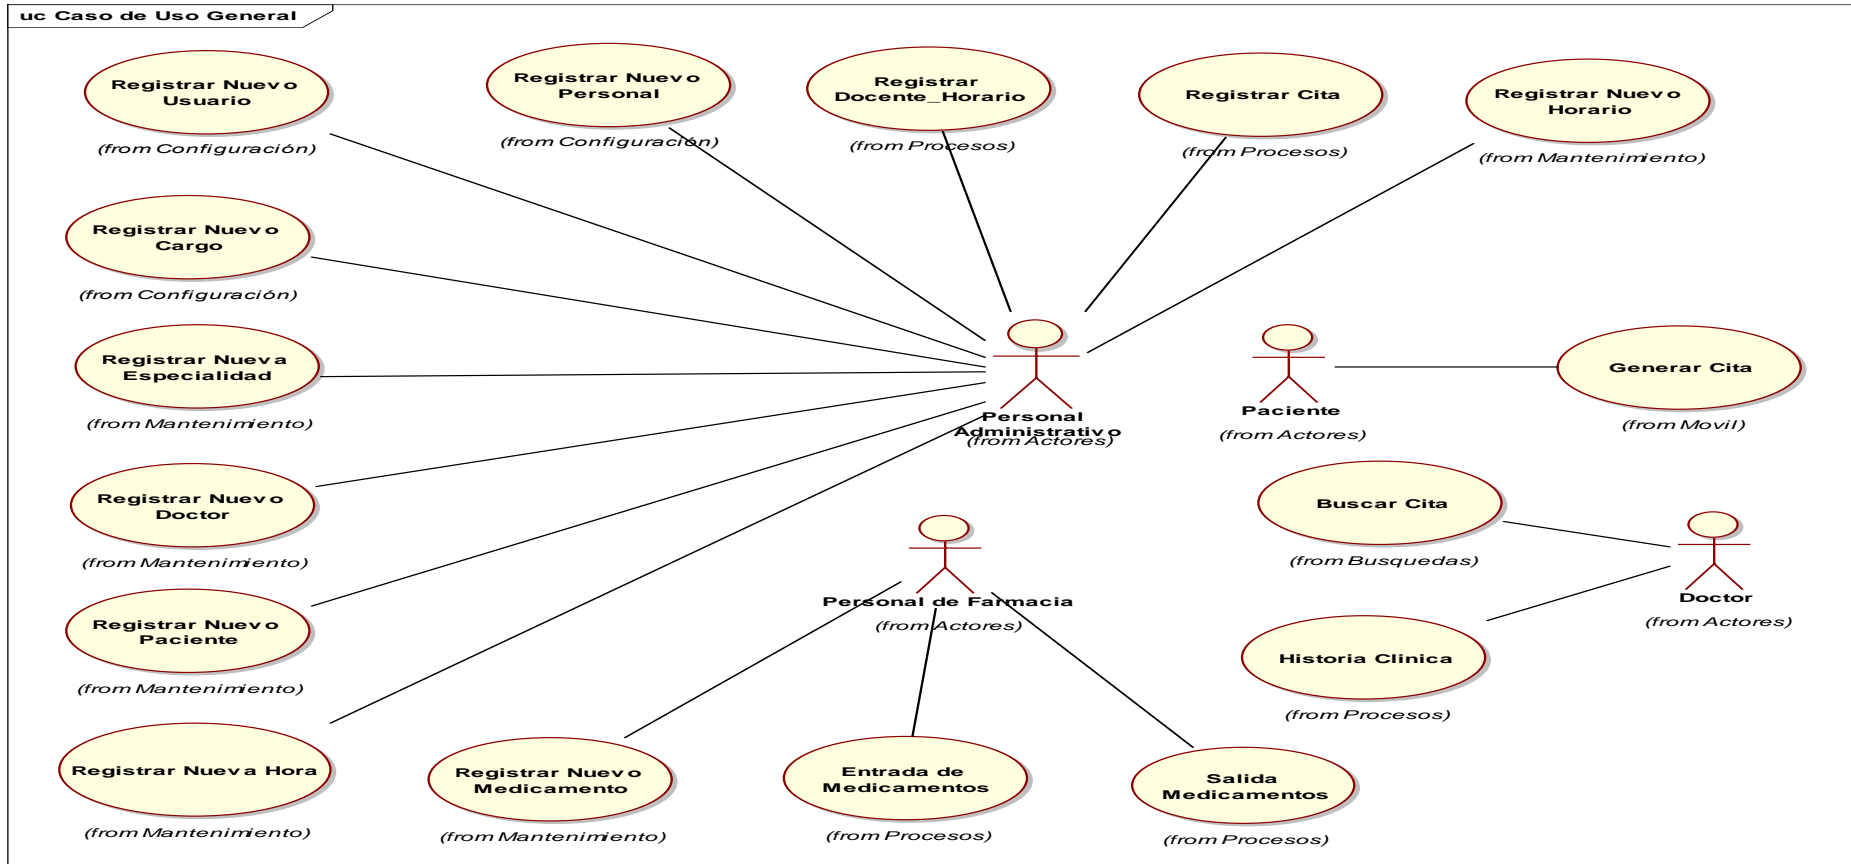 uc Caso de Uso General
Registrar Nuevo
Usuario
(from Configuración)
Registrar Nuevo
Personal
(from Configuración)
Registrar
Docente_Horario
(from Procesos)
Registrar Cita
(from Procesos)
Registrar Nuevo
Horario
(from Mantenimiento)
Registrar Nuevo
Cargo
(from Configuración)
Registrar Nueva
Especialidad
(from Mantenimiento)
Personal
Administrativo
(from Actores)
Paciente
(from Actores)
Generar Cita
(from Movil)
Registrar Nuevo
Doctor
(from Mantenimiento)
Buscar Cita
(from Busquedas)
Personal de Farmacia
(from Actores)
Doctor
(from Actores)
Registrar Nuevo
Paciente
(from Mantenimiento)
Historia Clinica
(from Procesos)
Registrar Nueva Hora
(from Mantenimiento)
Registrar Nuevo
Medicamento
(from Mantenimiento)
Entrada de
Medicamentos
(from Procesos)
Salida
Medicamentos
(from Procesos)